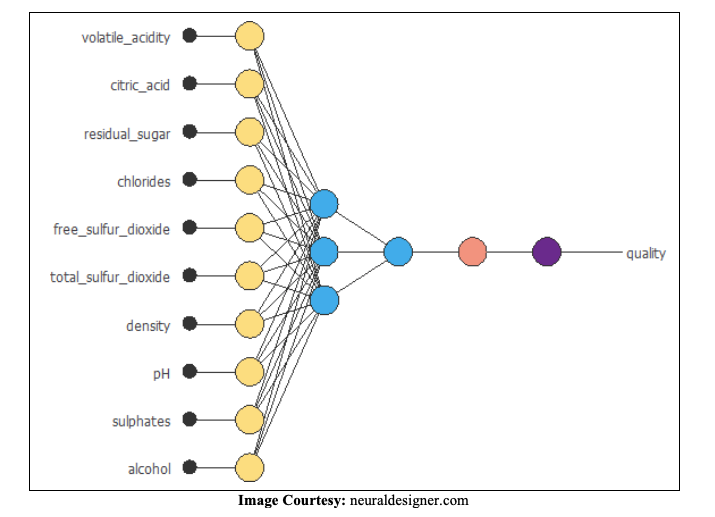 volatile_acidity
citric_acid
residual_sugar
chlorides
free_sulfur_dioxide
total_sulfur_dioxide
density
pH
sulphates
alcohol
quality
Image Courtesy: neuraldesigner.com